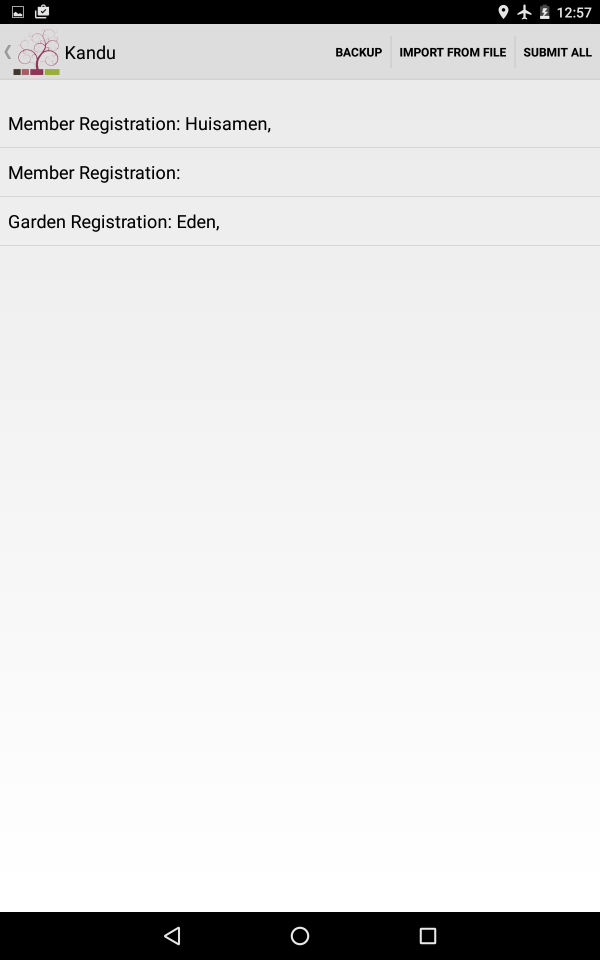 12:57
Kandu
BACKUP
IMPORT FROM FILE
SUBMIT ALL
Member Registration: Huisamen,
Member Registration:
Garden Registration: Eden,